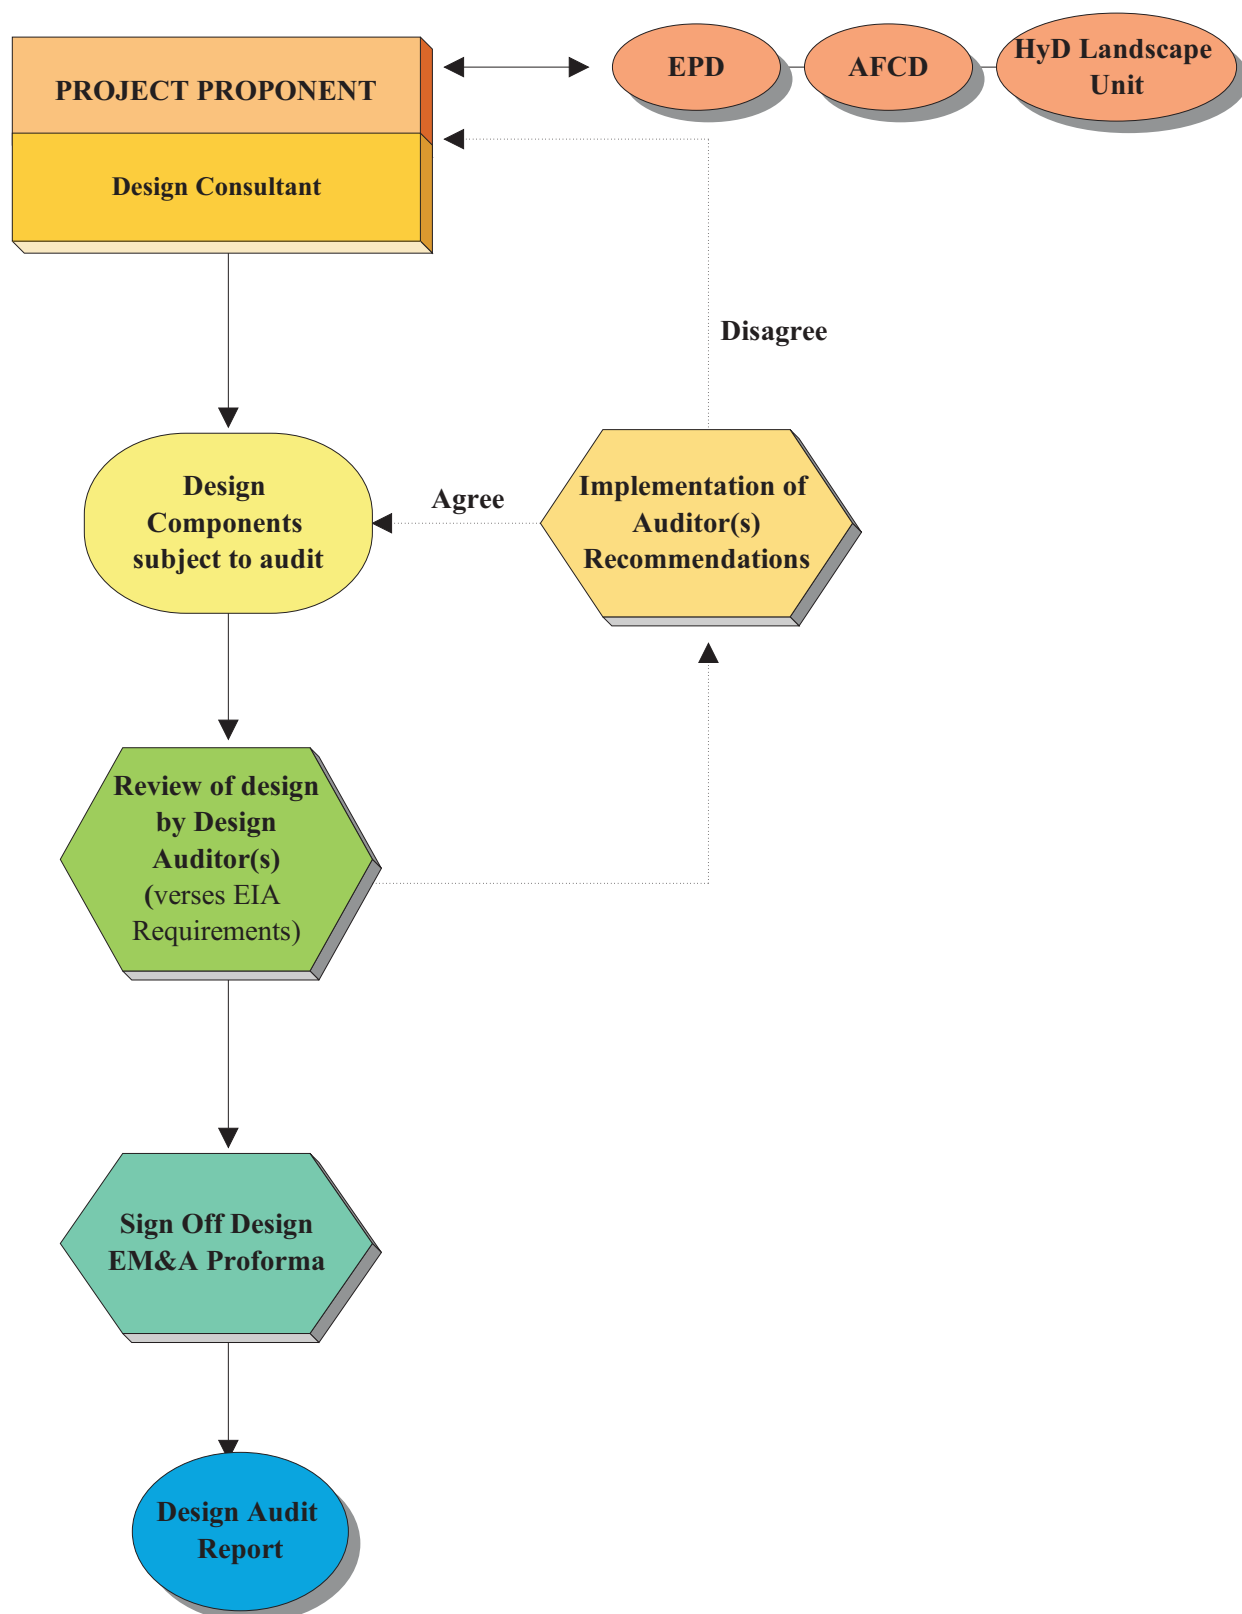 PROJECT PROPONENT
EPD
AFCD
HyD Landscape
Unit
Design Consultant
Disagree
Design
Components
subject to audit
Agree
Implementation of
Auditor(s)
Recommendations
Review of design
by Design
Auditor(s)
(verses EIA
Requirements)
Sign Off Design
EM&A Proforma
Design Audit
Report